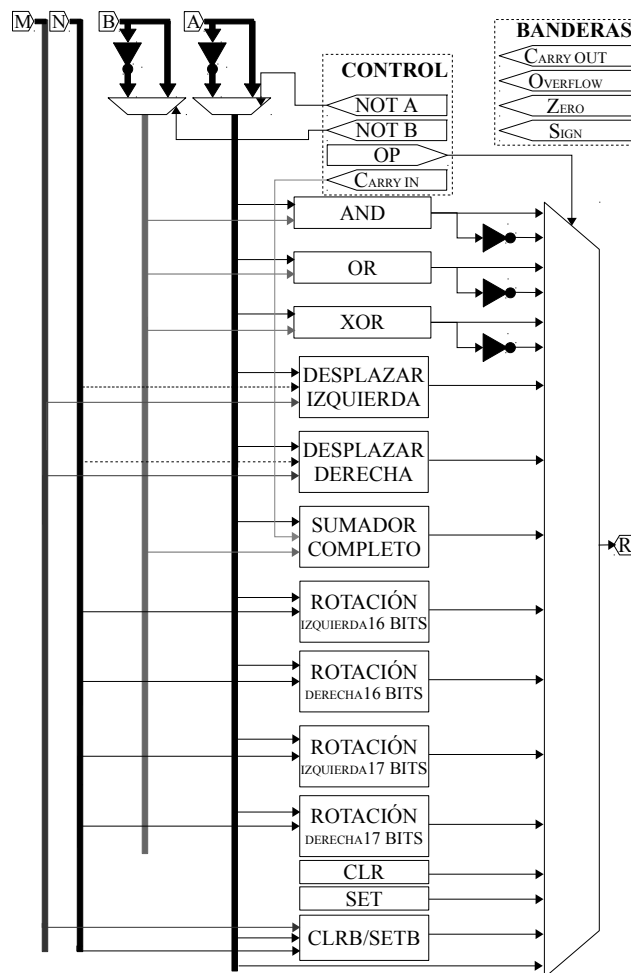 M N B A
BANDERAS
CARRY OUT
OVERFLOW
ZERO
SIGN
CONTROL
NOT A
NOT B
OP
CARRY IN
AND
OR
XOR
DESPLAZAR
IZQUIERDA
DESPLAZAR
DERECHA
SUMADOR
COMPLETO
R
ROTACIÓN
IZQUIERDA16 BITS
ROTACIÓN
DERECHA16 BITS
ROTACIÓN
IZQUIERDA17 BITS
ROTACIÓN
DERECHA17 BITS
CLR
SET
CLRB/SETB